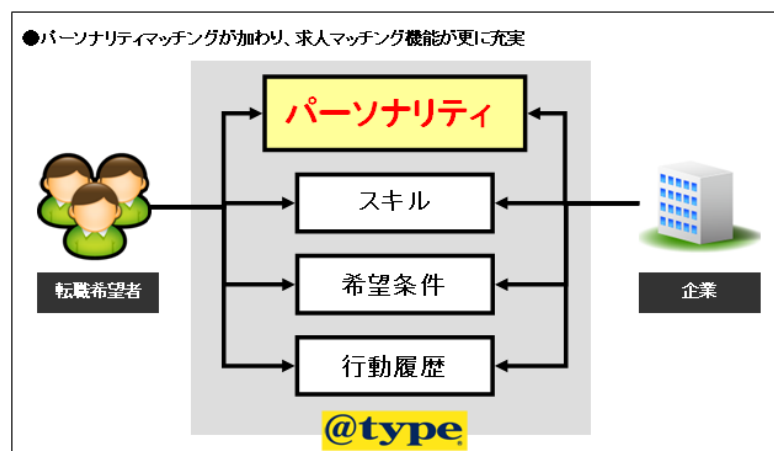 ●パーソナリティマッチングが加わり、求人マッチング機能が更に充実
パーソナリティ
スキル
希望条件
行動履歴
転職希望者
企業
@type